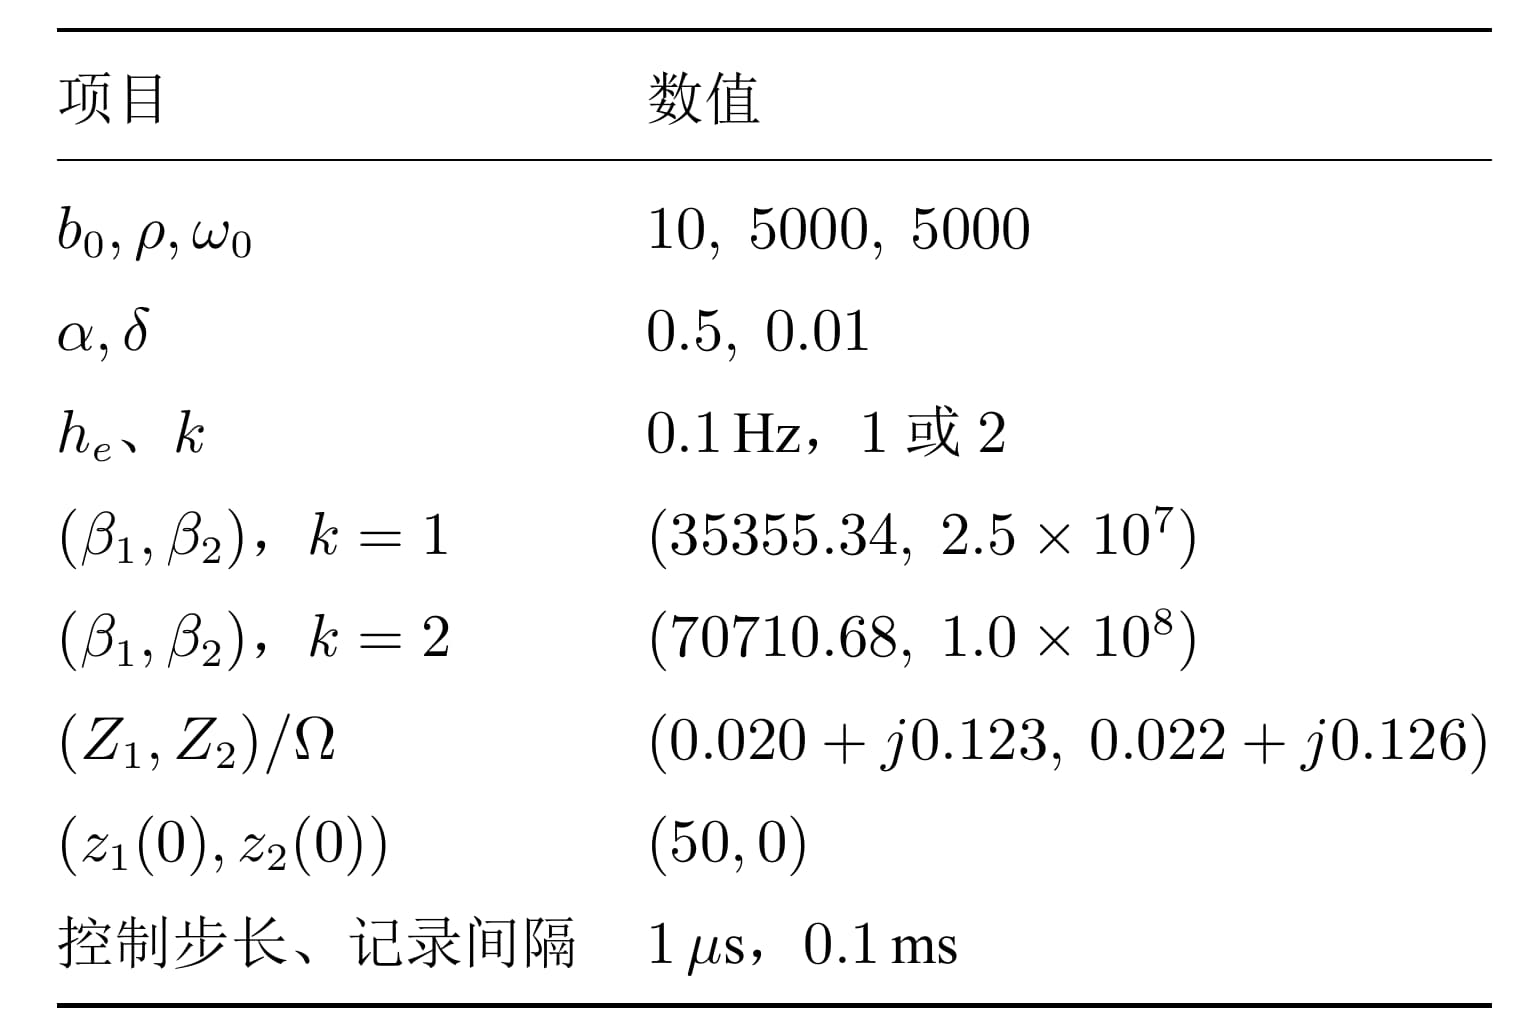 项目 数值
b₀, ρ, ω₀ 10, 5000, 5000
α, δ 0.5, 0.01
hₑ、k 0.1 Hz，1 或 2
(β₁, β₂)，k = 1 (35355.34, 2.5 × 10⁷)
(β₁, β₂)，k = 2 (70710.68, 1.0 × 10⁸)
(Z₁, Z₂)/Ω (0.020 + j0.123, 0.022 + j0.126)
(z₁(0), z₂(0)) (50, 0)
控制步长、记录间隔 1 μs，0.1 ms